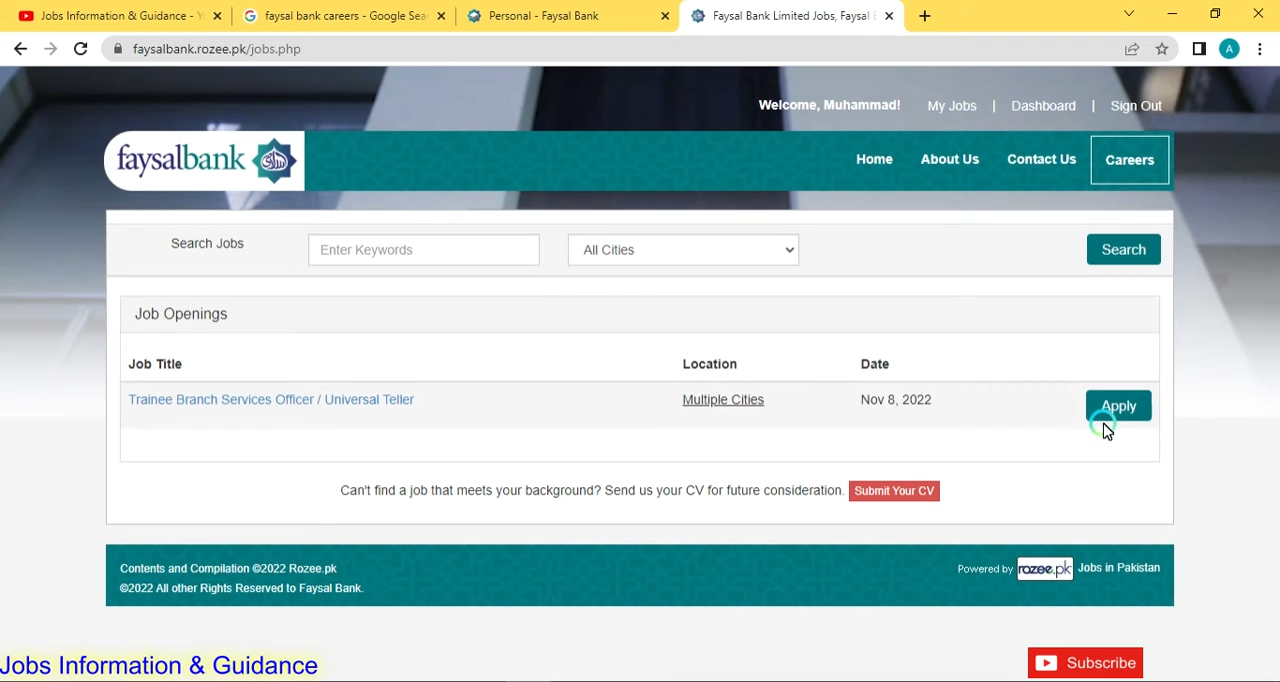 Jobs Information & Guidance - Y
faysal bank careers - Google Sea
Personal - Faysal Bank
Faysal Bank Limited Jobs, Faysal B
faysalbank.rozee.pk/jobs.php
A
Welcome, Muhammad! My Jobs | Dashboard | Sign Out
faysalbank
Home About Us Contact Us Careers
Search Jobs Enter Keywords All Cities Search
Job Openings
Job Title Location Date
Trainee Branch Services Officer / Universal Teller Multiple Cities Nov 8, 2022 Apply
Can't find a job that meets your background? Send us your CV for future consideration. Submit Your CV
Contents and Compilation ©2022 Rozee.pk
©2022 All other Rights Reserved to Faysal Bank.
Powered by rozee.pk Jobs in Pakistan
Jobs Information & Guidance
Subscribe